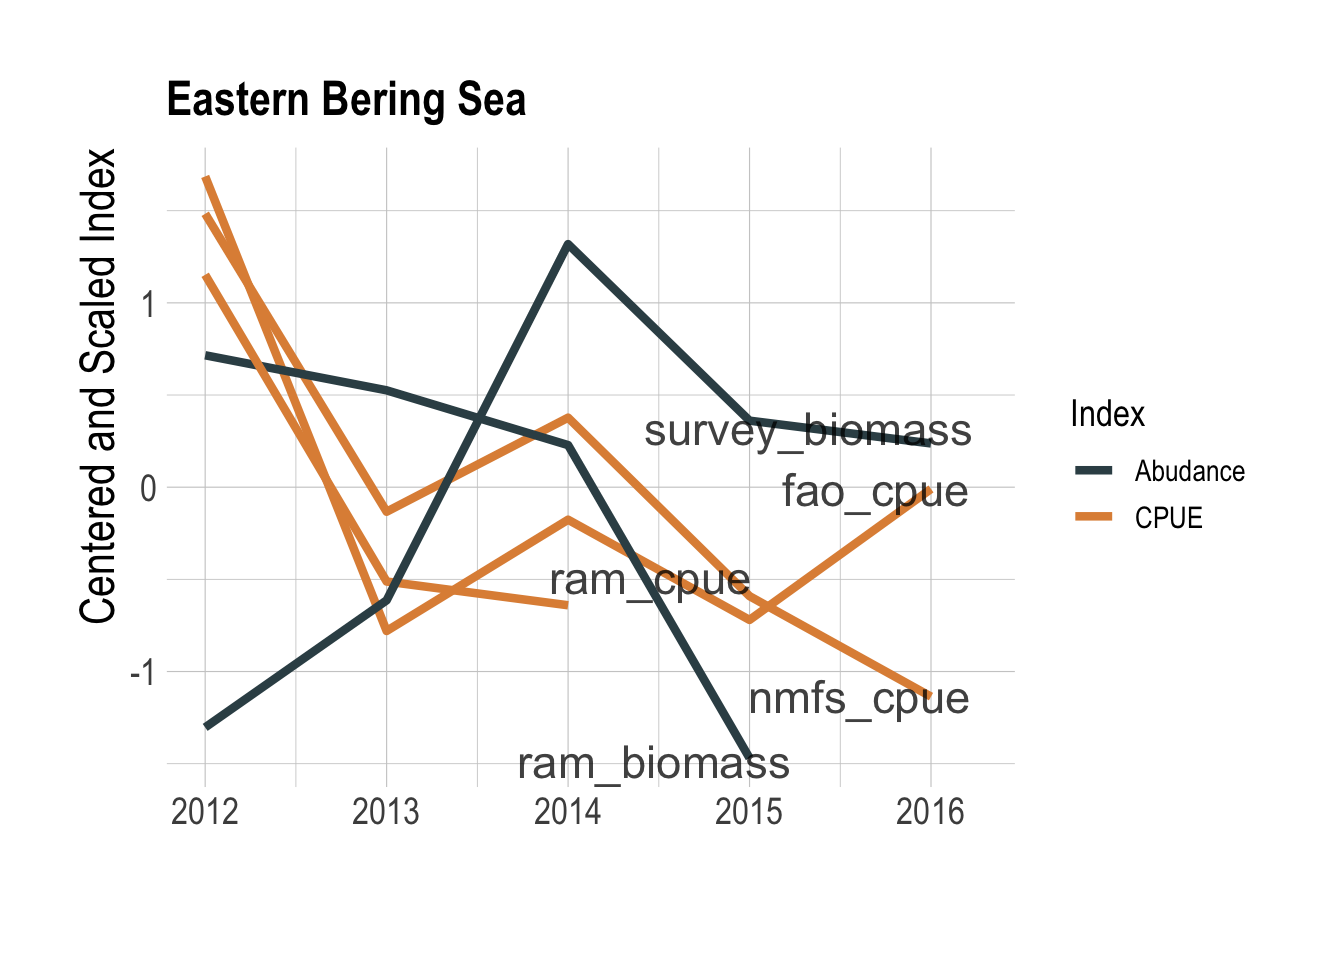 Eastern Bering Sea
Centered and Scaled Index
1
0
-1
survey_biomass
fao_cpue
ram_cpue
nmfs_cpue
ram_biomass
2012 2013 2014 2015 2016
Index
Abudance
CPUE